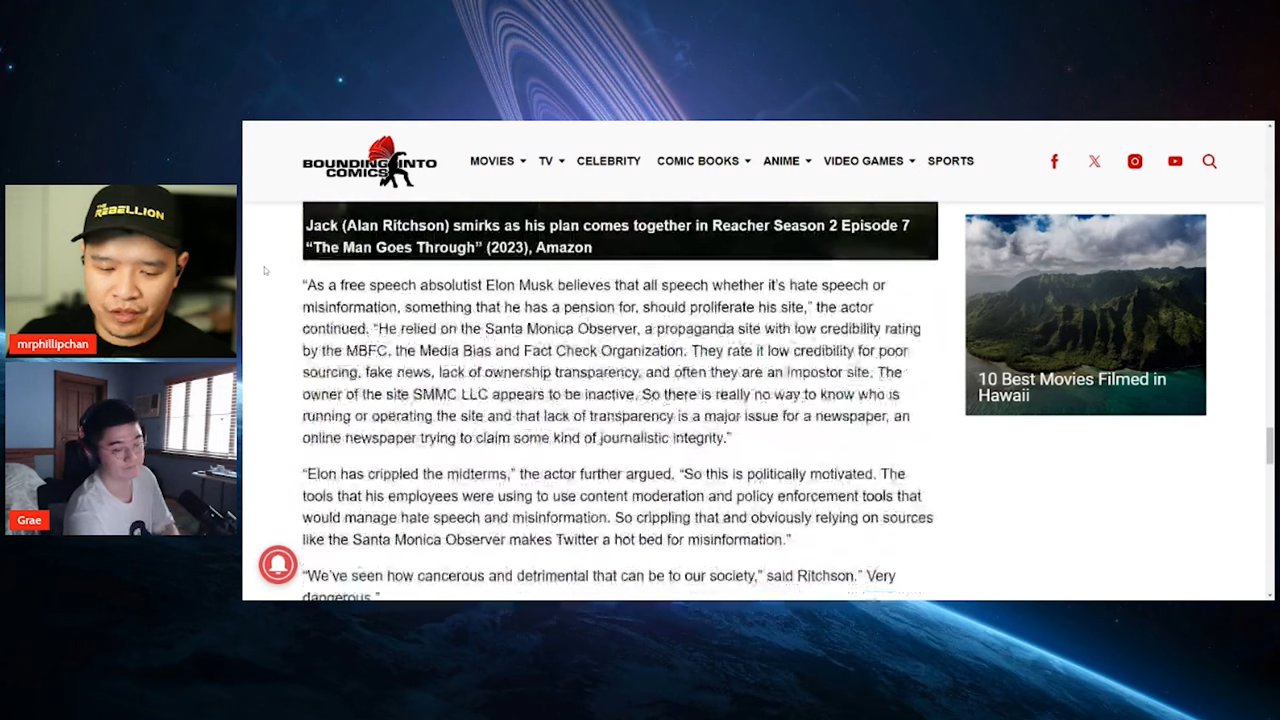 THE
REBELLION
mrphillipchan
Grae
BOUNDING INTO
COMICS
MOVIES TV CELEBRITY COMIC BOOKS ANIME VIDEO GAMES SPORTS
Jack (Alan Ritchson) smirks as his plan comes together in Reacher Season 2 Episode 7
“The Man Goes Through” (2023), Amazon
“As a free speech absolutist Elon Musk believes that all speech whether it’s hate speech or
misinformation, something that he has a pension for, should proliferate his site,” the actor
continued. “He relied on the Santa Monica Observer, a propaganda site with low credibility rating
by the MBFC, the Media Bias and Fact Check Organization. They rate it low credibility for poor
sourcing, fake news, lack of ownership transparency, and often they are an impostor site. The
owner of the site SMMC LLC appears to be inactive. So there is really no way to know who is
running or operating the site and that lack of transparency is a major issue for a newspaper, an
online newspaper trying to claim some kind of journalistic integrity.”
“Elon has crippled the midterms,” the actor further argued. “So this is politically motivated. The
tools that his employees were using to use content moderation and policy enforcement tools that
would manage hate speech and misinformation. So crippling that and obviously relying on sources
like the Santa Monica Observer makes Twitter a hot bed for misinformation.”
“We’ve seen how cancerous and detrimental that can be to our society,” said Ritchson.” Very
dangerous.”
10 Best Movies Filmed in
Hawaii